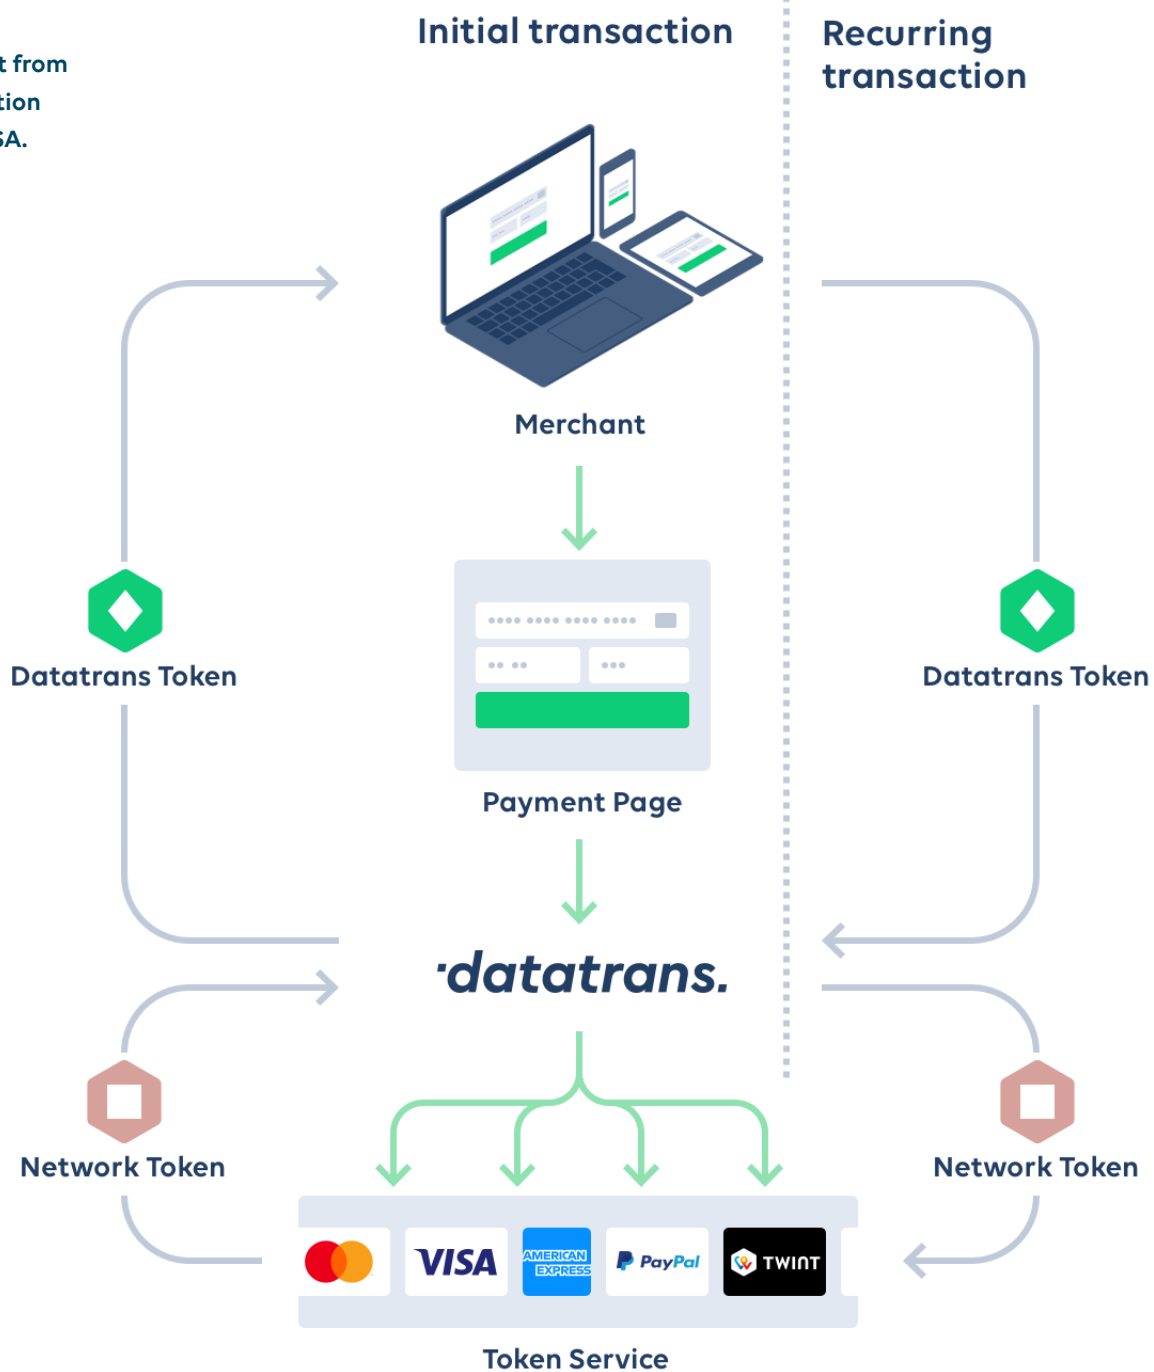 Initial transaction
Recurring
transaction
t from
tion
SA.
Merchant
Datatrans Token
Datatrans Token
Payment Page
datatrans.
Network Token
Network Token
VISA
AMERICAN
EXPRESS
PayPal
TWINT
Token Service